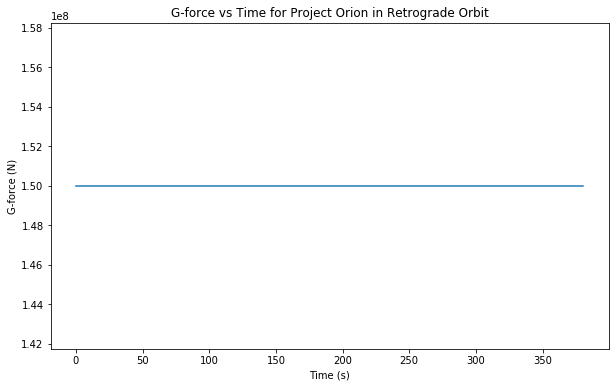 G-force vs Time for Project Orion in Retrograde Orbit
1e8
1.58
1.56
1.54
1.52
1.50
1.48
1.46
1.44
1.42
G-force (N)
0 50 100 150 200 250 300 350
Time (s)